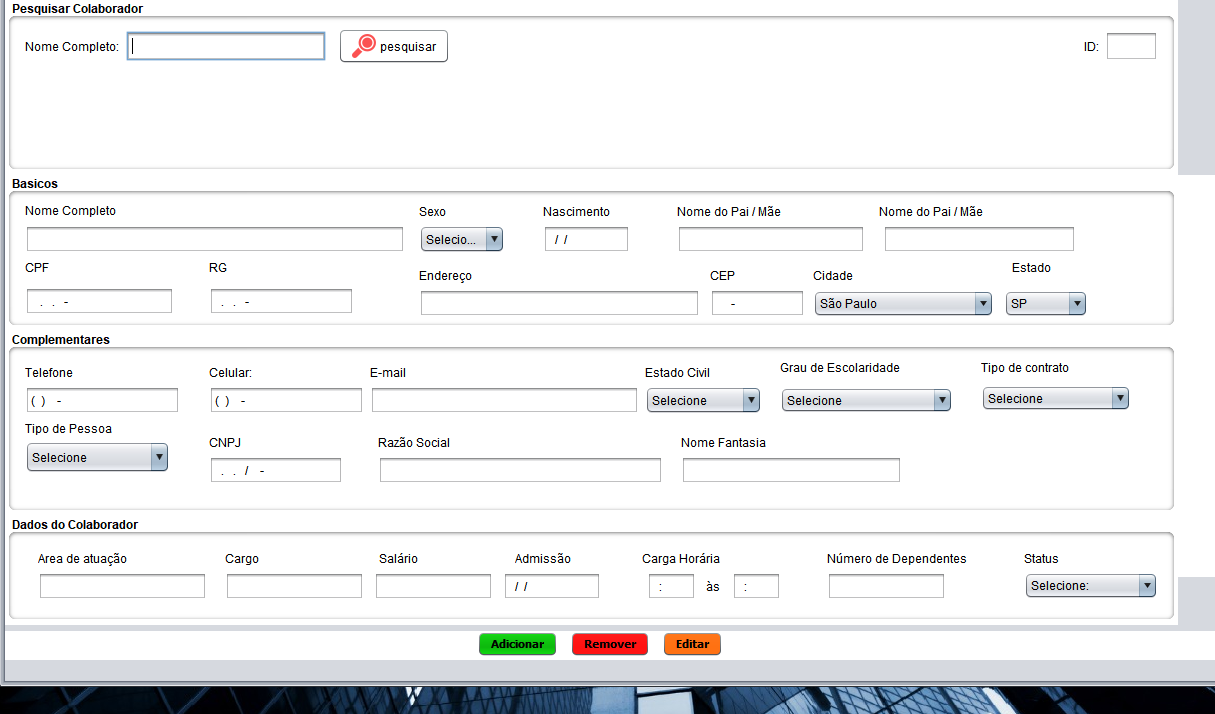 Pesquisar Colaborador
Nome Completo: pesquisar ID:
Basicos
Nome Completo Sexo Nascimento Nome do Pai / Mãe Nome do Pai / Mãe
Selecio... / /
CPF RG Endereço CEP Cidade Estado
. . - . . - - São Paulo SP
Complementares
Telefone Celular: E-mail Estado Civil Grau de Escolaridade Tipo de contrato
( ) - ( ) - Selecione Selecione Selecione
Tipo de Pessoa CNPJ Razão Social Nome Fantasia
Selecione . . / -
Dados do Colaborador
Area de atuação Cargo Salário Admissão Carga Horária Número de Dependentes Status
/ / : às : Selecione:
Adicionar Remover Editar